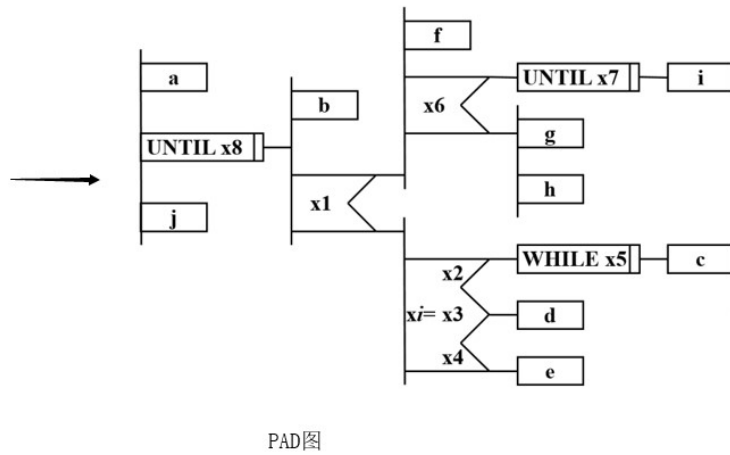 f
a
UNTIL x7
i
b
x6
g
UNTIL x8
h
x1
j
WHILE x5
c
x2
xi= x3
d
x4
e
PAD图